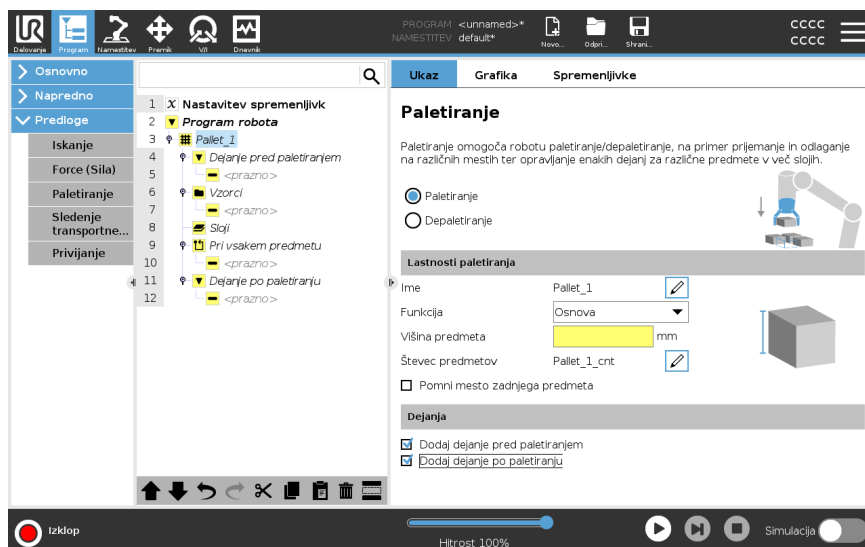 UR
PROGRAM <unnamed>*
NAMESTITEV default*
CCCC
CCCC
Delovanje Program Namestitev Premik V/I Dnevnik Novo... Odpri... Shrani...
Osnovno
Napredno
Predloge
Iskanje
Force (Sila)
Paletiranje
Sledenje
transportne...
Privijanje
1 X Nastavitev spremenljivk
2 Program robota
3 Pallet_1
4 Dejanje pred paletiranjem
5 <prazno>
6 Vzorci
7 <prazno>
8 Sloji
9 Pri vsakem predmetu
10 <prazno>
11 Dejanje po paletiranju
12 <prazno>
Ukaz Grafika Spremenljivke
Paletiranje
Paletiranje omogoča robotu paletiranje/depaletiranje, na primer prijemanje in odlaganje
na različnih mestih ter opravljanje enakih dejanj za različne predmete v več slojih.
Paletiranje
Depaletiranje
Lastnosti paletiranja
Ime Pallet_1
Funkcija Osnova
Višina predmeta mm
Števec predmetov Pallet_1_cnt
Pomni mesto zadnjega predmeta
Dejanja
Dodaj dejanje pred paletiranjem
Dodaj dejanje po paletiranju
Izklop
Hitrost 100%
Simulacija